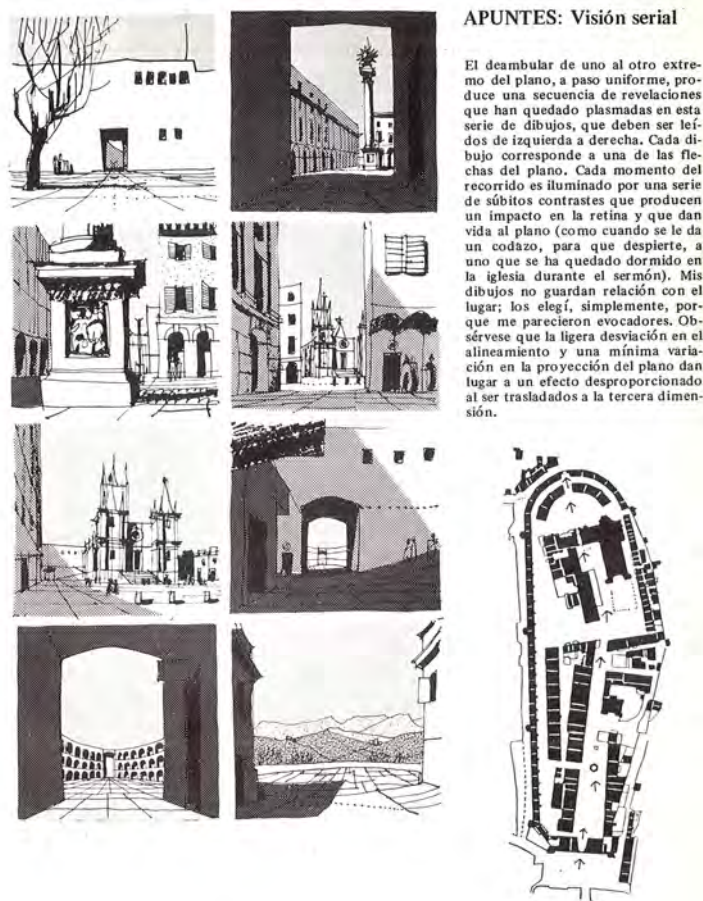 APUNTES: Visión serial
El deambular de uno al otro extre-
mo del plano, a paso uniforme, pro-
duce una secuencia de revelaciones
que han quedado plasmadas en esta
serie de dibujos, que deben ser leí-
dos de izquierda a derecha. Cada di-
bujo corresponde a una de las fle-
chas del plano. Cada momento del
recorrido es iluminado por una serie
de súbitos contrastes que producen
un impacto en la retina y que dan
vida al plano (como cuando se le da
un codazo, para que despierte, a
uno que se ha quedado dormido en
la iglesia durante el sermón). Mis
dibujos no guardan relación con el
lugar; los elegí, simplemente, por-
que me parecieron evocadores. Ob-
sérvese que la ligera desviación en el
alineamiento y una mínima varia-
ción en la proyección del plano dan
lugar a un efecto desproporcionado
al ser trasladados a la tercera dimen-
sión.